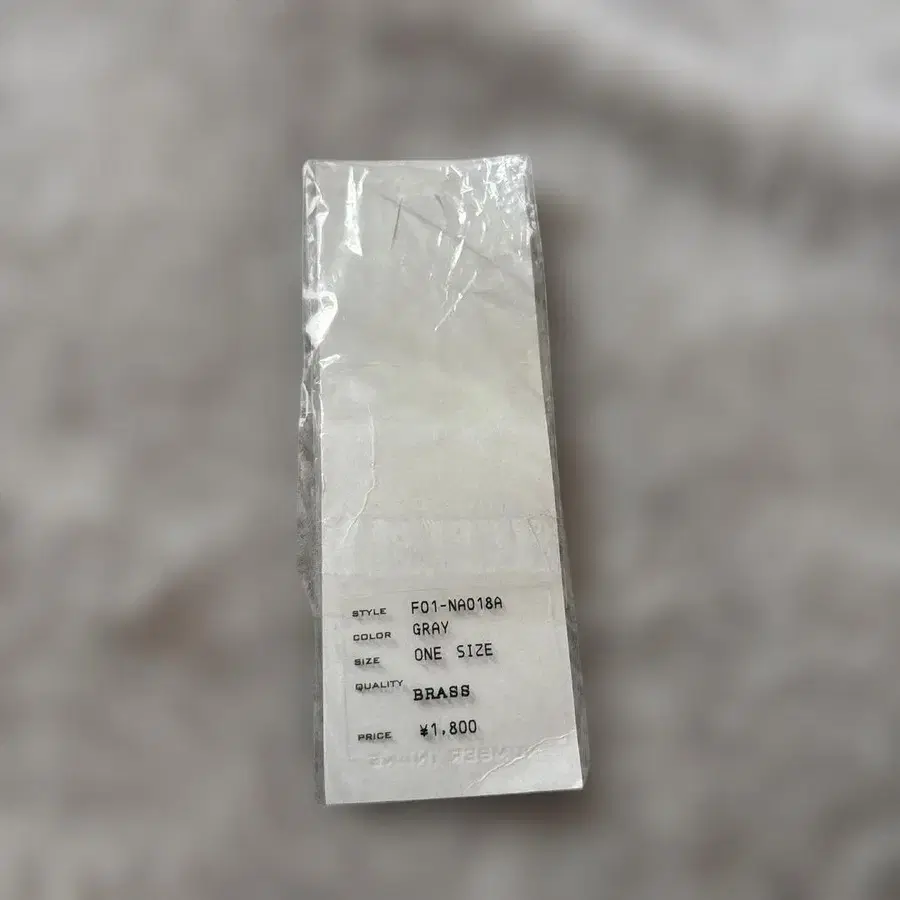 STYLE F01-NA018A
COLOR GRAY
SIZE ONE SIZE
QUALITY BRASS
PRICE ¥1,800